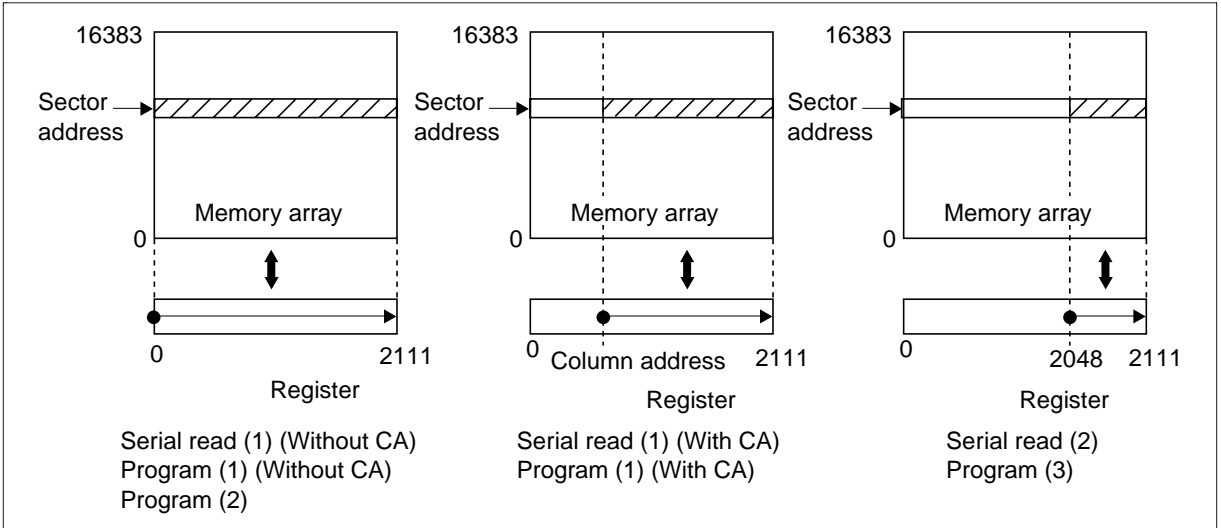 16383
Sector
address
Memory array
0
0
2111
Register
Serial read (1) (Without CA)
Program (1) (Without CA)
Program (2)
16383
Sector
address
Memory array
0
0
Column address
2111
Register
Serial read (1) (With CA)
Program (1) (With CA)
16383
Sector
address
Memory array
0
0
2048
2111
Register
Serial read (2)
Program (3)